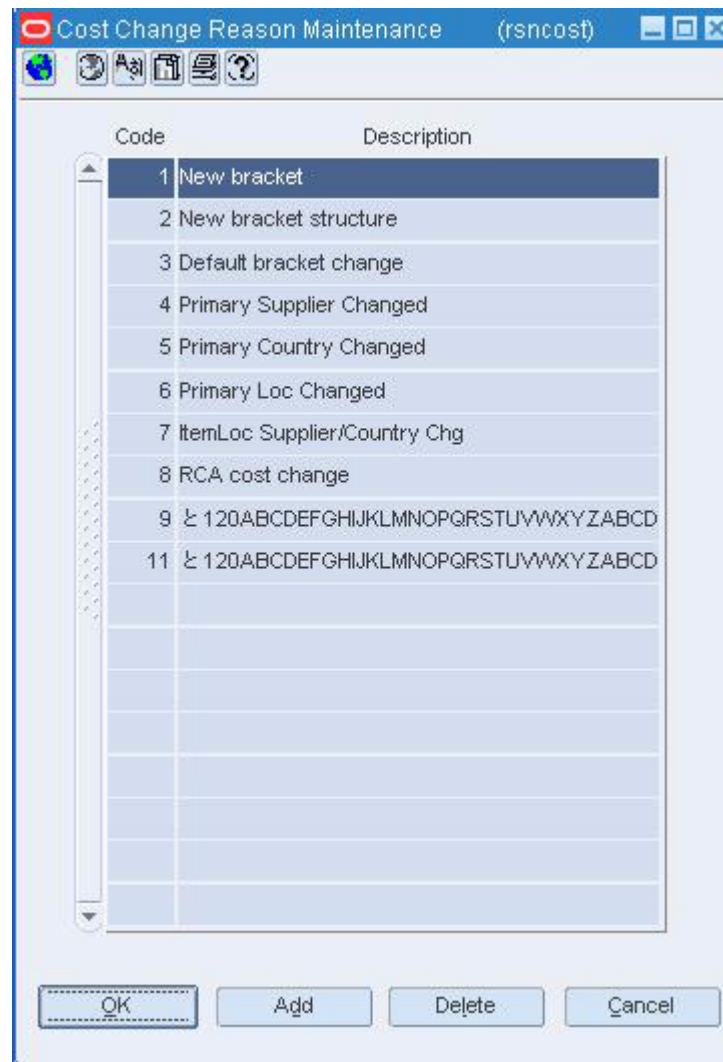 Cost Change Reason Maintenance (rsncost)
Code Description
1 New bracket
2 New bracket structure
3 Default bracket change
4 Primary Supplier Changed
5 Primary Country Changed
6 Primary Loc Changed
7 ItemLoc Supplier/Country Chg
8 RCA cost change
9 と120ABCDEFGHIJKLMNOPQRSTUVWXYZABCD
11 と120ABCDEFGHIJKLMNOPQRSTUVWXYZABCD
OK Add Delete Cancel